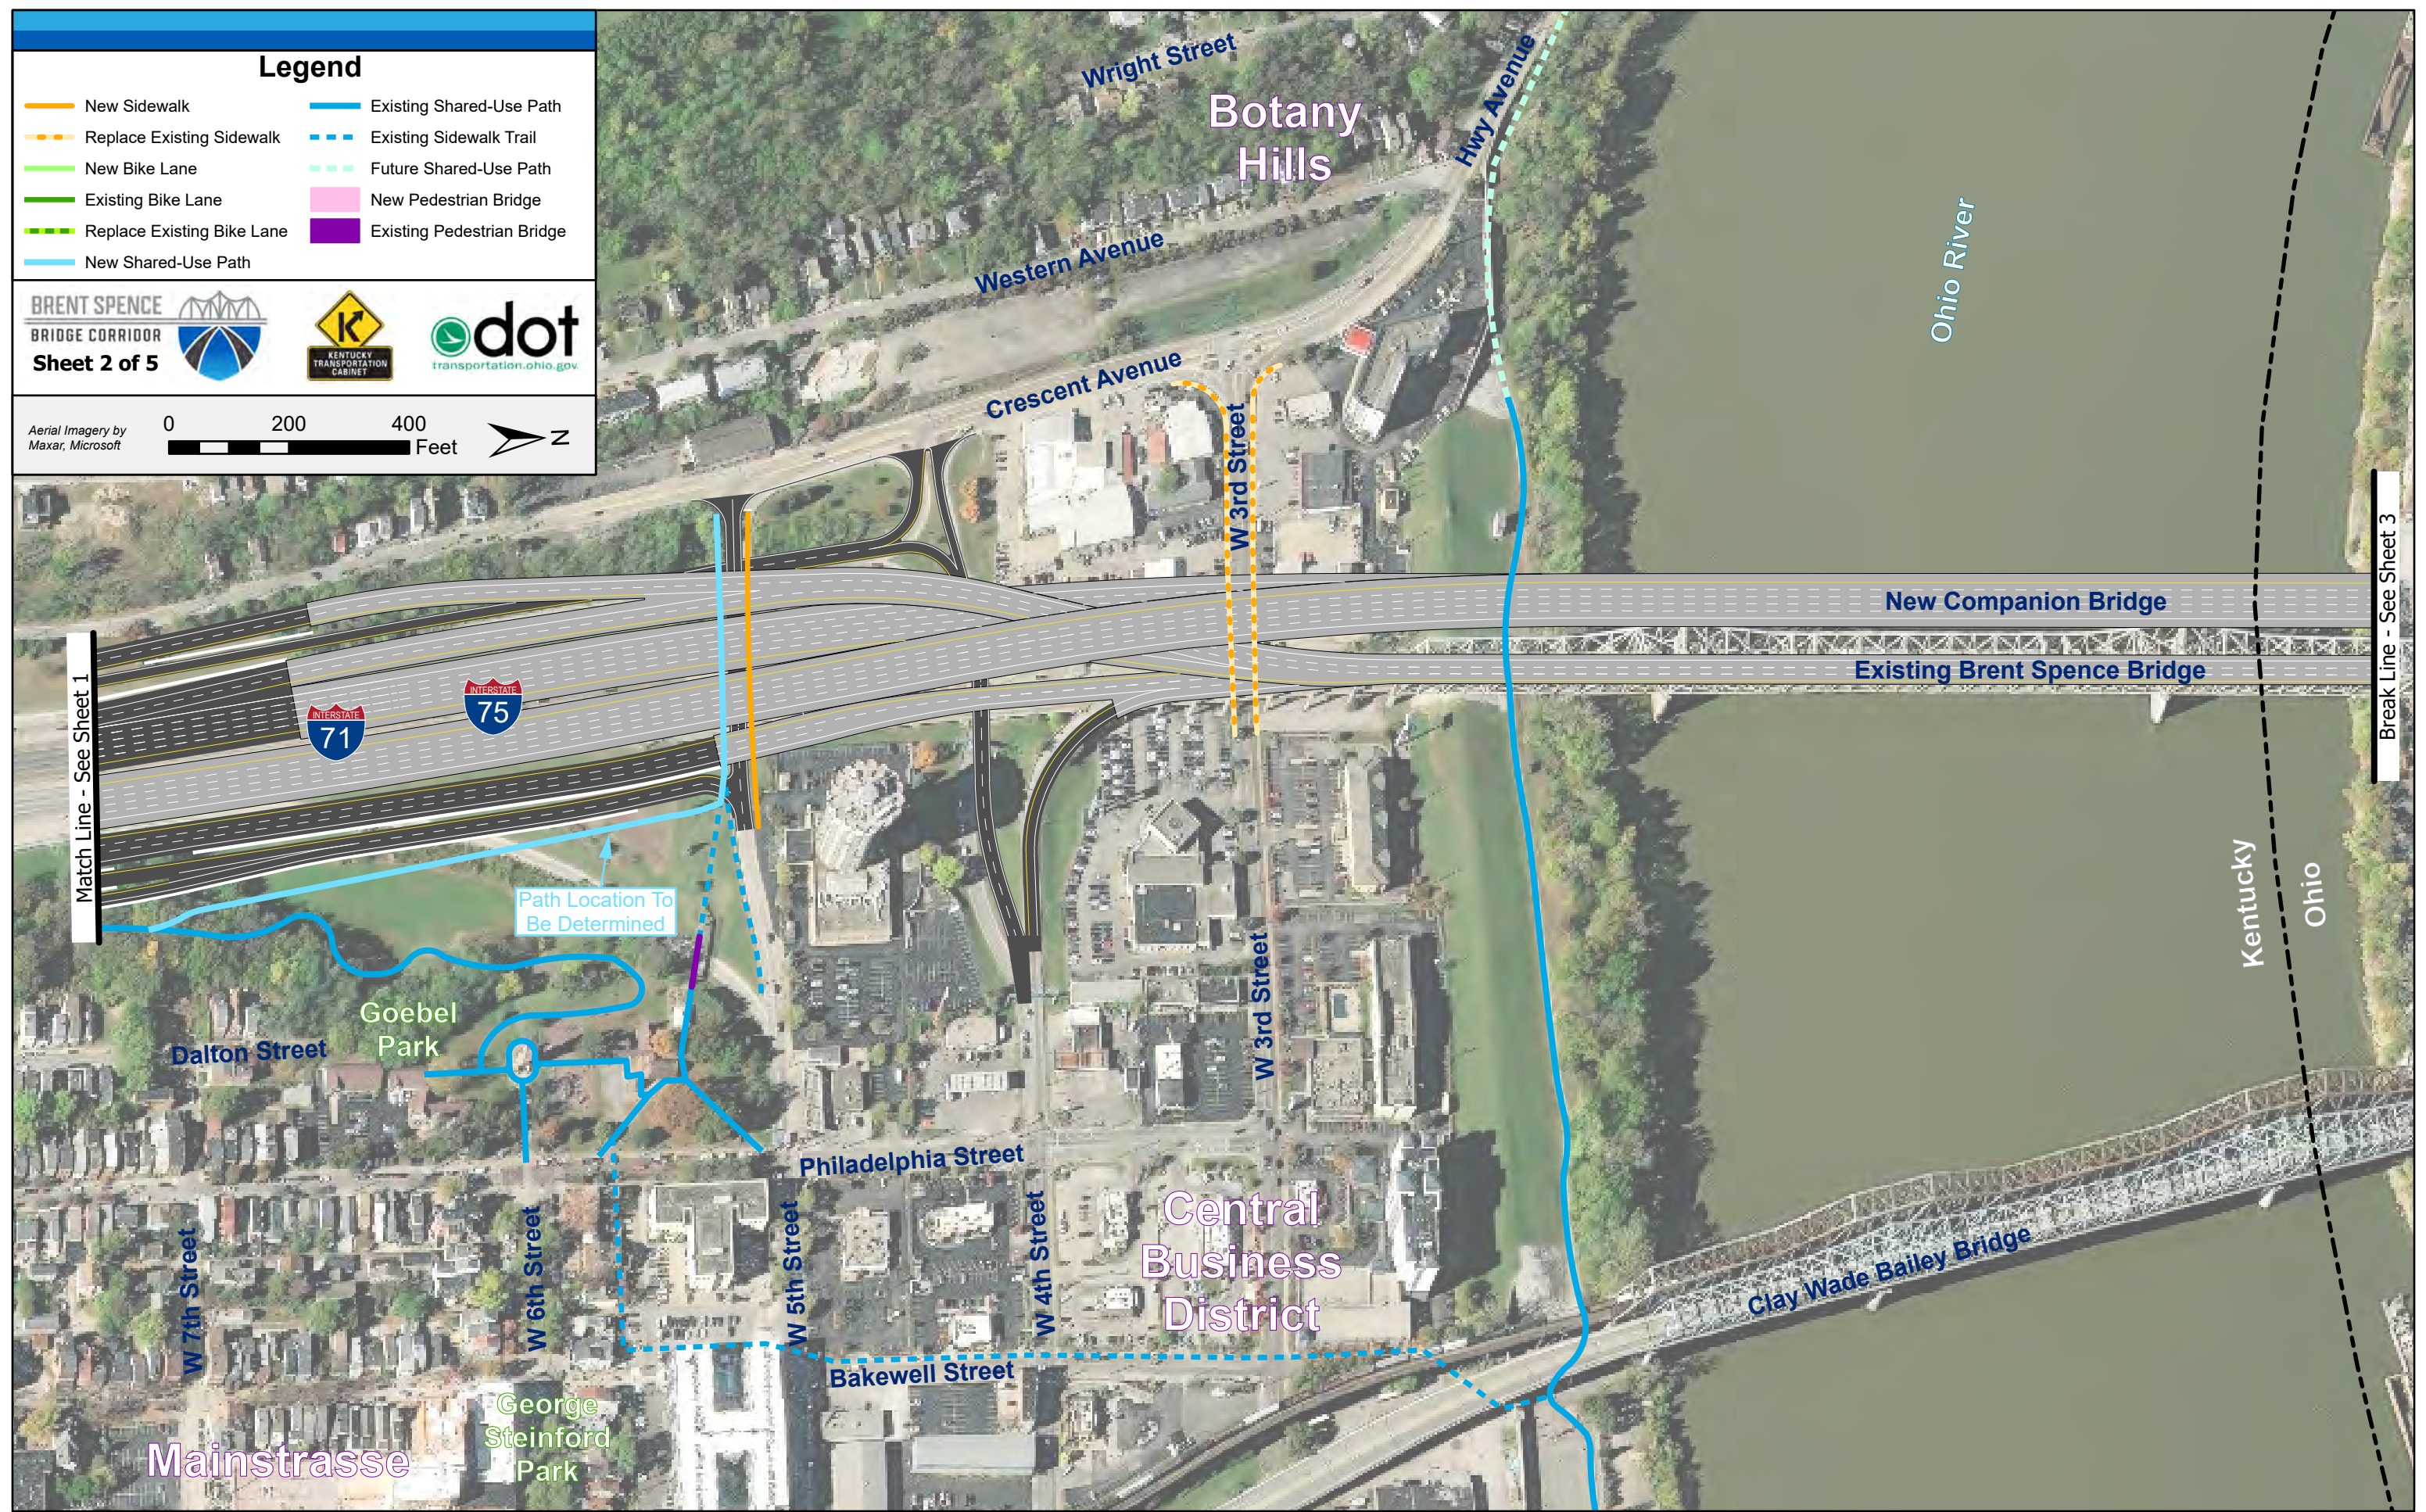 Legend
New Sidewalk
Replace Existing Sidewalk
New Bike Lane
Existing Bike Lane
Replace Existing Bike Lane
New Shared-Use Path
Existing Shared-Use Path
Existing Sidewalk Trail
Future Shared-Use Path
New Pedestrian Bridge
Existing Pedestrian Bridge
BRENT SPENCE
BRIDGE CORRIDOR
Sheet 2 of 5
K
KENTUCKY
TRANSPORTATION
CABINET
dot
transportation.ohio.gov
Aerial Imagery by
Maxar, Microsoft
0 200 400
Feet
N
Wright Street
Botany
Hills
Hwy Avenue
Western Avenue
Crescent Avenue
W 3rd Street
Ohio River
New Companion Bridge
Existing Brent Spence Bridge
Break Line - See Sheet 3
Match Line - See Sheet 1
INTERSTATE
71
INTERSTATE
75
Path Location To
Be Determined
Kentucky
Ohio
Goebel
Park
Dalton Street
W 3rd Street
Philadelphia Street
W 7th Street
W 6th Street
W 5th Street
W 4th Street
Central
Business
District
Clay Wade Bailey Bridge
Bakewell Street
George
Steinford
Park
Mainstrasse